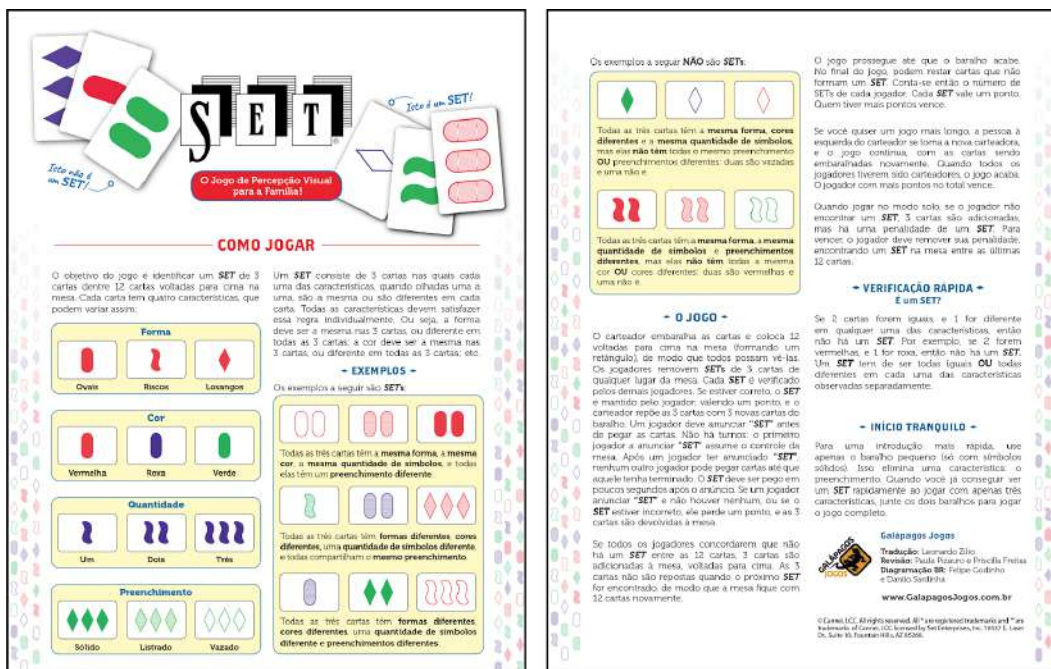 Isto não é
um SET!
SET
Isto é um SET!
O Jogo de Percepção Visual
para a Família!
COMO JOGAR
O objetivo do jogo é identificar um SET de 3
cartas dentre 12 cartas voltadas para cima na
mesa. Cada carta tem quatro características, que
podem variar assim:
Forma
Ovais
Riscos
Losangos
Cor
Vermelha
Roxa
Verde
Quantidade
Um
Dois
Três
Preenchimento
Sólido
Listrado
Vazado
Um SET consiste de 3 cartas nas quais cada
uma das características, quando olhadas uma a
uma, são a mesma ou são diferentes em cada
carta. Todas as características devem satisfazer
essa regra individualmente. Ou seja, a forma
deve ser a mesma nas 3 cartas, ou diferente em
todas as 3 cartas; a cor deve ser a mesma nas
3 cartas, ou diferente em todas as 3 cartas; etc.
EXEMPLOS
Os exemplos a seguir são SETs:
Todas as três cartas têm a mesma forma, a mesma
cor, a mesma quantidade de símbolos, e todas
elas têm um preenchimento diferente.
Todas as três cartas têm formas diferentes, cores
diferentes, uma quantidade de símbolos diferente,
e todas compartilham o mesmo preenchimento.
Todas as três cartas têm formas diferentes,
cores diferentes, uma quantidade de símbolos
diferente e preenchimentos diferentes.
Os exemplos a seguir NÃO são SETs:
Todas as três cartas têm a mesma forma, cores
diferentes e a mesma quantidade de símbolos,
mas elas não têm todas o mesmo preenchimento
OU preenchimentos diferentes: duas são vazadas
e uma não é.
Todas as três cartas têm a mesma forma, a mesma
quantidade de símbolos e preenchimentos
diferentes, mas elas não têm todas a mesma
cor OU cores diferentes: duas são vermelhas e
uma não é.
O JOGO
O carteador embaralha as cartas e coloca 12
voltadas para cima na mesa (formando um
retângulo), de modo que todos possam vê-las.
Os jogadores removem SETs de 3 cartas de
qualquer lugar da mesa. Cada SET é verificado
pelos demais jogadores. Se estiver correto, o SET
é mantido pelo jogador, valendo um ponto, e o
carteador repõe as 3 cartas com 3 novas cartas do
baralho. Um jogador deve anunciar "SET" antes
de pegar as cartas. Não há turnos: o primeiro
jogador a anunciar "SET" assume o controle da
mesa. Após um jogador ter anunciado "SET",
nenhum outro jogador pode pegar cartas até que
aquele tenha terminado. O SET deve ser pego em
poucos segundos após o anúncio. Se um jogador
anunciar "SET" e não houver nenhum, ou se o
SET estiver incorreto, ele perde um ponto, e as 3
cartas são devolvidas à mesa.
Se todos os jogadores concordarem que não
há um SET entre as 12 cartas, 3 cartas são
adicionadas à mesa, voltadas para cima. As 3
cartas não são repostas quando o próximo SET
for encontrado, de modo que a mesa fique com
12 cartas novamente.
O jogo prossegue até que o baralho acabe.
No final do jogo, podem restar cartas que não
formam um SET. Conta-se então o número de
SETs de cada jogador. Cada SET vale um ponto.
Quem tiver mais pontos vence.
Se você quiser um jogo mais longo, a pessoa à
esquerda do carteador se torna a nova carteadora,
e o jogo continua, com as cartas sendo
embaralhadas novamente. Quando todos os
jogadores tiverem sido carteadores, o jogo acaba.
O jogador com mais pontos no total vence.
Quando jogar no modo solo, se o jogador não
encontrar um SET, 3 cartas são adicionadas,
mas há uma penalidade de um SET. Para
vencer, o jogador deve remover sua penalidade,
encontrando um SET na mesa entre as últimas
12 cartas.
VERIFICAÇÃO RÁPIDA
É um SET?
Se 2 cartas forem iguais, e 1 for diferente
em qualquer uma das características, então
não há um SET. Por exemplo, se 2 forem
vermelhas, e 1 for roxa, então não há um SET.
Um SET tem de ser todas iguais OU todas
diferentes em cada uma das características
observadas separadamente.
INÍCIO TRANQUILO
Para uma introdução mais rápida, use
apenas o baralho pequeno (só com símbolos
sólidos). Isso elimina uma característica: o
preenchimento. Quando você já conseguir ver
um SET rapidamente ao jogar com apenas três
características, junte os dois baralhos para jogar
o jogo completo.
GALÁPAGOS
JOGOS
Galápagos Jogos
Tradução: Leonardo Zilio
Revisão: Paula Pizauro e Priscilla Freitas
Diagramação BR: Felipe Godinho
e Danilo Sardinha
www.GalapagosJogos.com.br
© Cannei, LCC. All rights reserved. All ® are registered trademarks and ™ are
trademarks of Cannei, LCC licensed by Set Enterprises, Inc. 16537 E. Laser
Dr, Suite 10, Fountain Hills, AZ 85268.